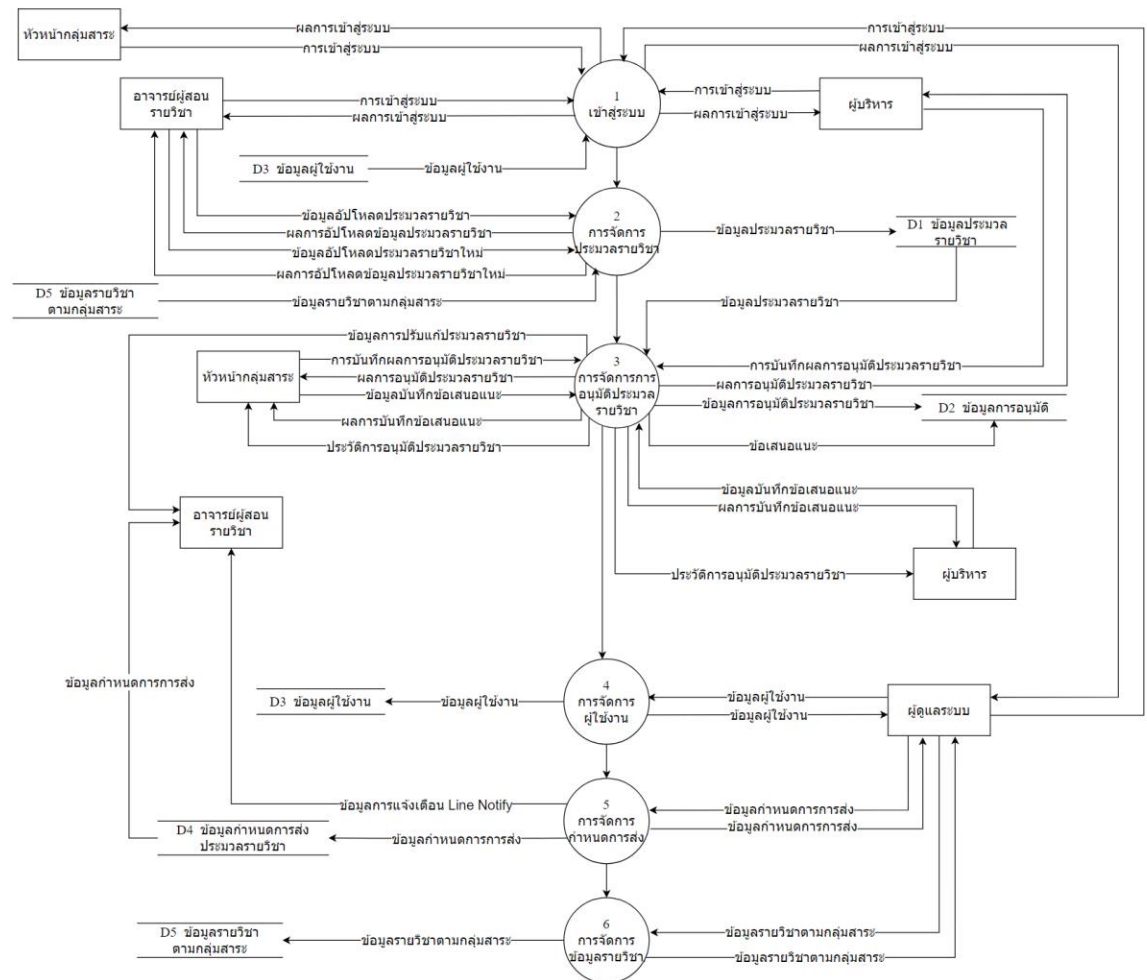 ผลการเข้าสู่ระบบ
การเข้าสู่ระบบ
หัวหน้ากลุ่มสาระ
การเข้าสู่ระบบ
ผลการเข้าสู่ระบบ
อาจารย์ผู้สอน
รายวิชา
การเข้าสู่ระบบ
ผลการเข้าสู่ระบบ
1
เข้าสู่ระบบ
การเข้าสู่ระบบ
ผลการเข้าสู่ระบบ
ผู้บริหาร
D3 ข้อมูลผู้ใช้งาน
ข้อมูลผู้ใช้งาน
ข้อมูลอัปโหลดประมวลรายวิชา
ผลการอัปโหลดข้อมูลประมวลรายวิชา
ข้อมูลอัปโหลดประมวลรายวิชาใหม่
ผลการอัปโหลดข้อมูลประมวลรายวิชาใหม่
2
การจัดการ
ประมวลรายวิชา
ข้อมูลประมวลรายวิชา
D1 ข้อมูลประมวล
รายวิชา
D5 ข้อมูลรายวิชา
ตามกลุ่มสาระ
ข้อมูลรายวิชาตามกลุ่มสาระ
ข้อมูลประมวลรายวิชา
ข้อมูลการปรับแก้ประมวลรายวิชา
หัวหน้ากลุ่มสาระ
การบันทึกผลการอนุมัติประมวลรายวิชา
ผลการอนุมัติประมวลรายวิชา
ข้อมูลบันทึกข้อเสนอแนะ
ผลการบันทึกข้อเสนอแนะ
ประวัติการอนุมัติประมวลรายวิชา
3
การจัดการการ
อนุมัติประมวล
รายวิชา
การบันทึกผลการอนุมัติประมวลรายวิชา
ผลการอนุมัติประมวลรายวิชา
ข้อมูลการอนุมัติประมวลรายวิชา
D2 ข้อมูลการอนุมัติ
ข้อเสนอแนะ
ข้อมูลบันทึกข้อเสนอแนะ
ผลการบันทึกข้อเสนอแนะ
ประวัติการอนุมัติประมวลรายวิชา
ผู้บริหาร
อาจารย์ผู้สอน
รายวิชา
ข้อมูลกำหนดการการส่ง
D3 ข้อมูลผู้ใช้งาน
ข้อมูลผู้ใช้งาน
4
การจัดการ
ผู้ใช้งาน
ข้อมูลผู้ใช้งาน
ข้อมูลผู้ใช้งาน
ผู้ดูแลระบบ
ข้อมูลการแจ้งเตือน Line Notify
D4 ข้อมูลกำหนดการส่ง
ประมวลรายวิชา
ข้อมูลกำหนดการการส่ง
5
การจัดการ
กำหนดการส่ง
ข้อมูลกำหนดการการส่ง
ข้อมูลกำหนดการการส่ง
D5 ข้อมูลรายวิชา
ตามกลุ่มสาระ
ข้อมูลรายวิชาตามกลุ่มสาระ
6
การจัดการ
ข้อมูลรายวิชา
ข้อมูลรายวิชาตามกลุ่มสาระ
ข้อมูลรายวิชาตามกลุ่มสาระ